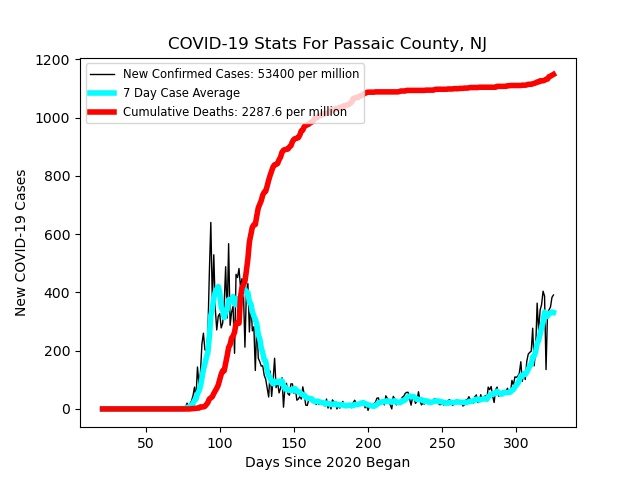 COVID-19 Stats For Passaic County, NJ
New Confirmed Cases: 53400 per million
7 Day Case Average
Cumulative Deaths: 2287.6 per million
New COVID-19 Cases
1200
1000
800
600
400
200
0
50 100 150 200 250 300
Days Since 2020 Began